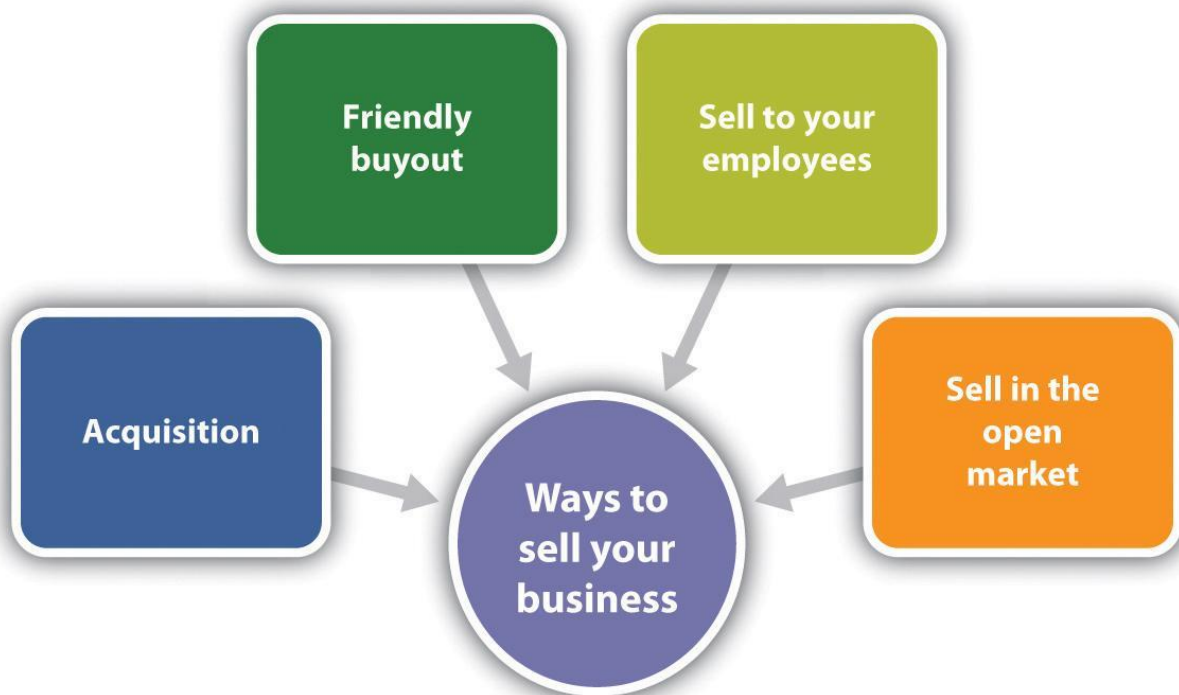 Friendly
buyout
Sell to your
employees
Acquisition
Sell in the
open
market
Ways to
sell your
business